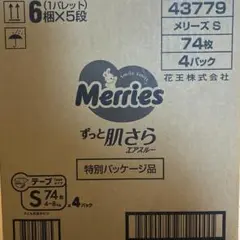 (1パレット)
6梱×5段
43779
メリーズ S
74枚
4パック
花王株式会社
Merries
ずっと肌さら
エアスルー
特別パッケージ品
テープ
S 74枚
4~8kg
×4パック